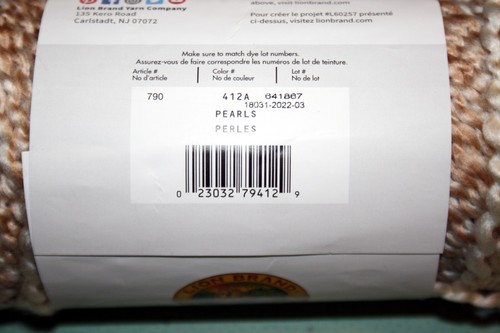 above, visit lionbrand.com.
Lion Brand Yarn Company
135 Kero Road
Carlstadt, NJ 07072
Pour créer le projet #L60257 présenté
ci-dessus, visitez lionbrand.com.
Make sure to match dye lot numbers.
Assurez-vous de faire correspondre les numéros de lot de teinture.
Article # Color # Lot #
No d'article No de couleur No de lot
790 412A 641867
18031-2022-03
PEARLS
PERLES
0 23032 79412 9
LION BRAND